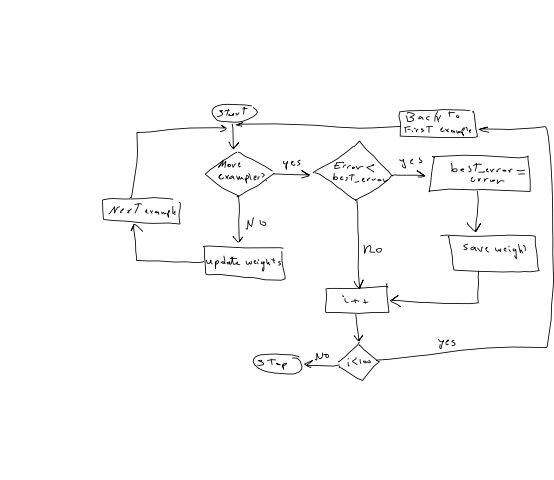 Start
Back to
First example
More
examples?
yes
Error <
best_error
yes
best_error =
error
Next example
No
update weights
no
save weight
i++
yes
i<100
No
Stop